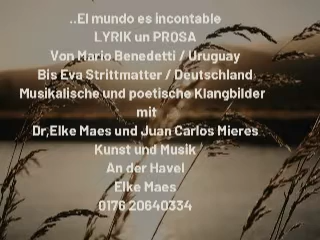 ..El mundo es incontable
LYRIK un PROSA
Von Mario Benedetti / Uruguay
Bis Eva Strittmatter / Deutschland
Musikalische und poetische Klangbilder
mit
Dr,Elke Maes und Juan Carlos Mieres
Kunst und Musik
An der Havel
Elke Maes
0176 20640334